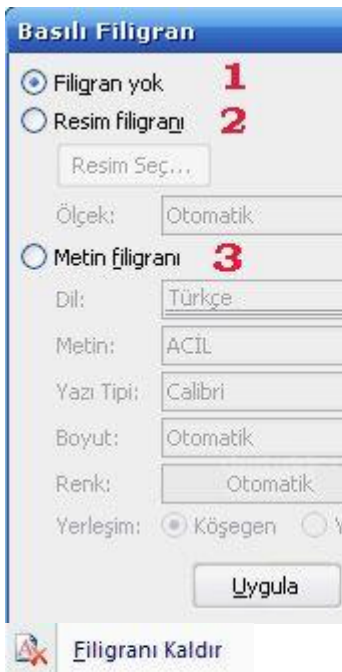 Basılı Filigran
Filigran yok 1
Resim filigranı 2
Resim Seç...
Ölçek: Otomatik
Metin filigranı 3
Dil: Türkçe
Metin: ACİL
Yazı Tipi: Calibri
Boyut: Otomatik
Renk: Otomatik
Yerleşim: Köşegen
Uygula
Filigranı Kaldır